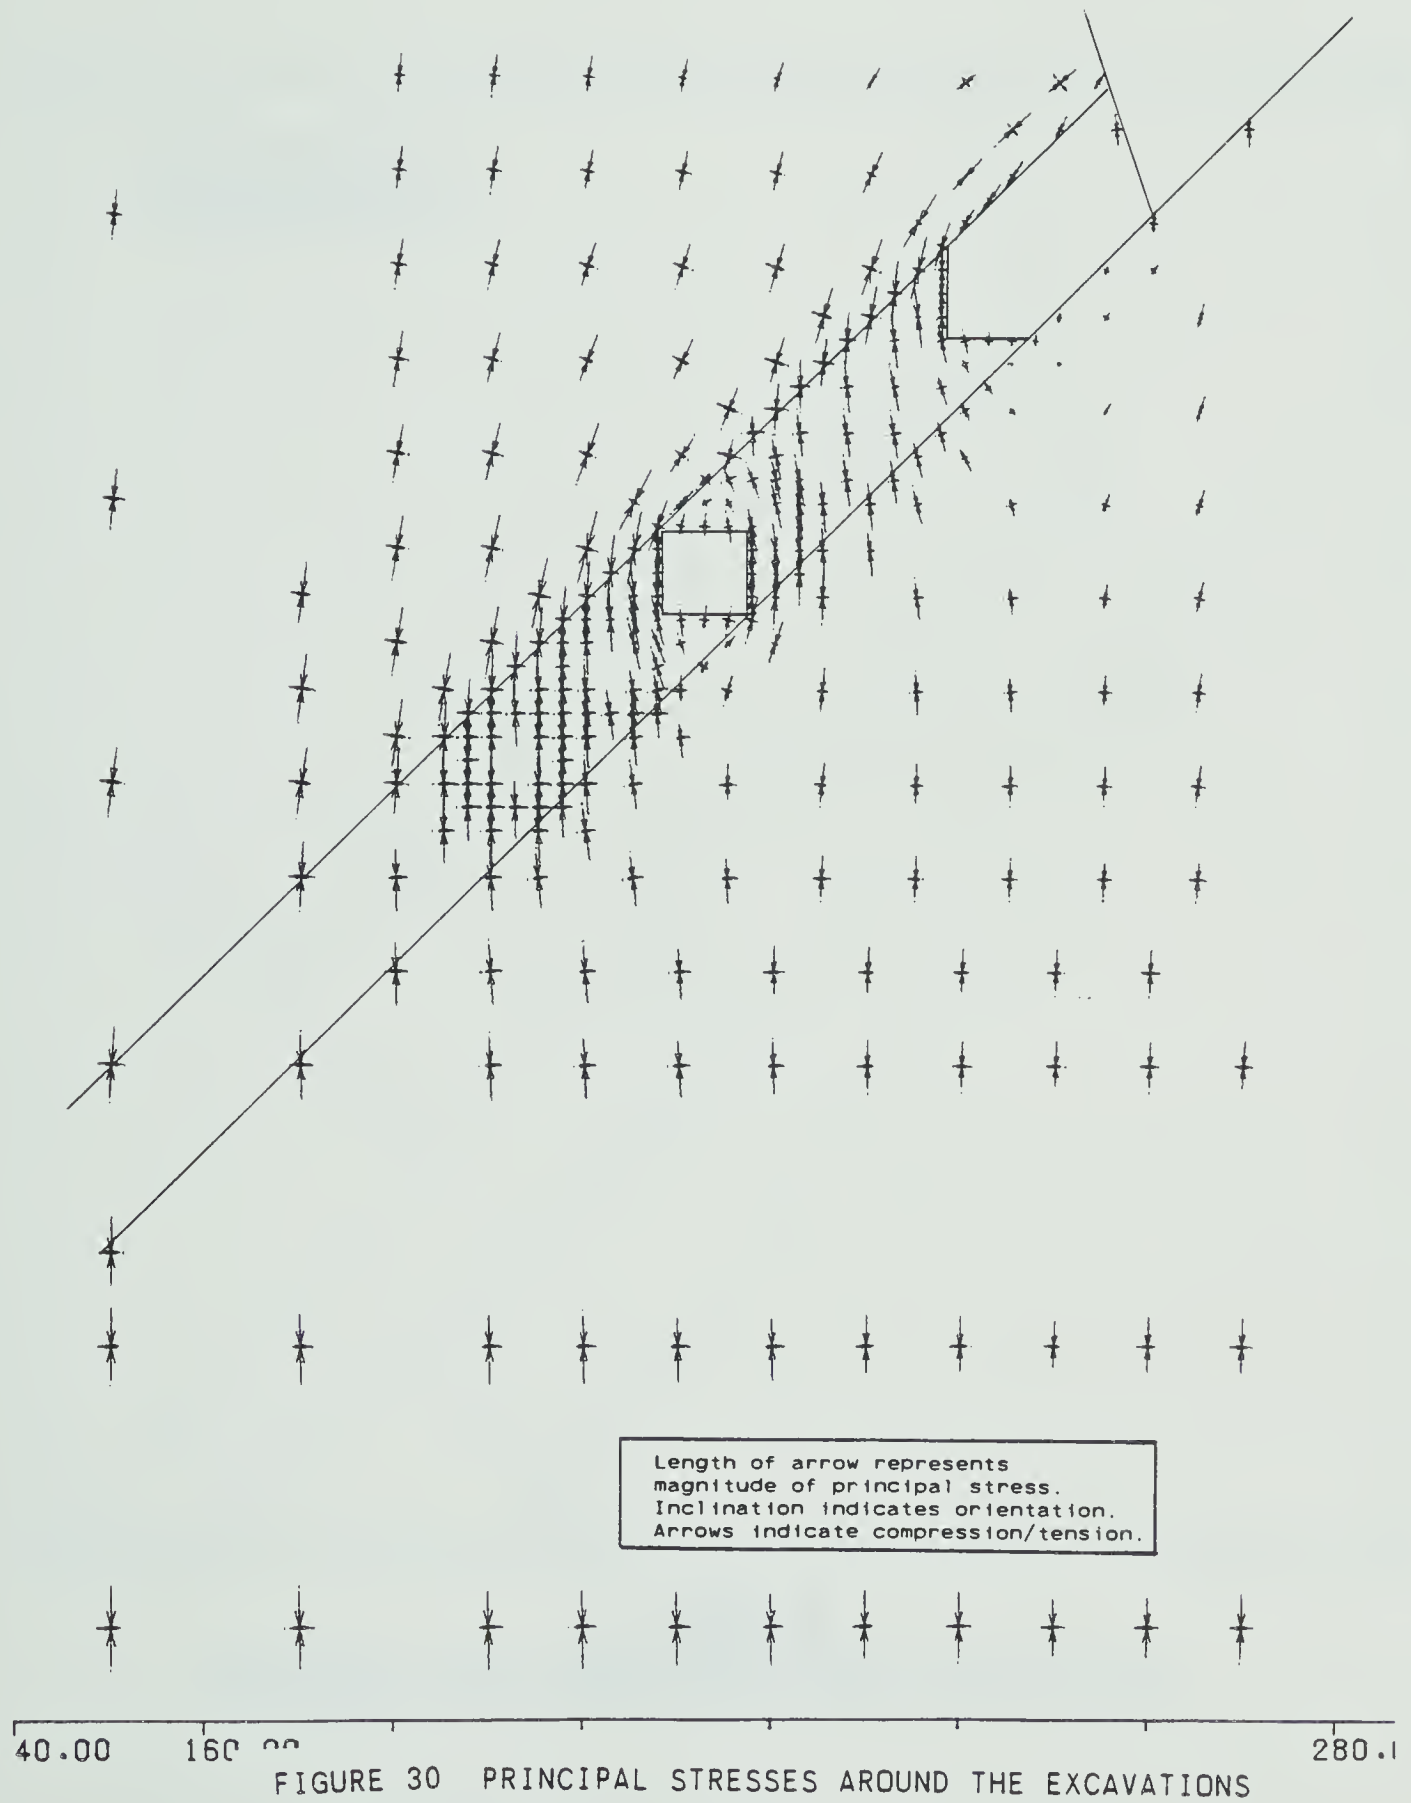 Length of arrow represents
magnitude of principal stress.
Inclination indicates orientation.
Arrows indicate compression/tension.
40.00 280.
FIGURE 30 PRINCIPAL STRESSES AROUND THE EXCAVATIONS